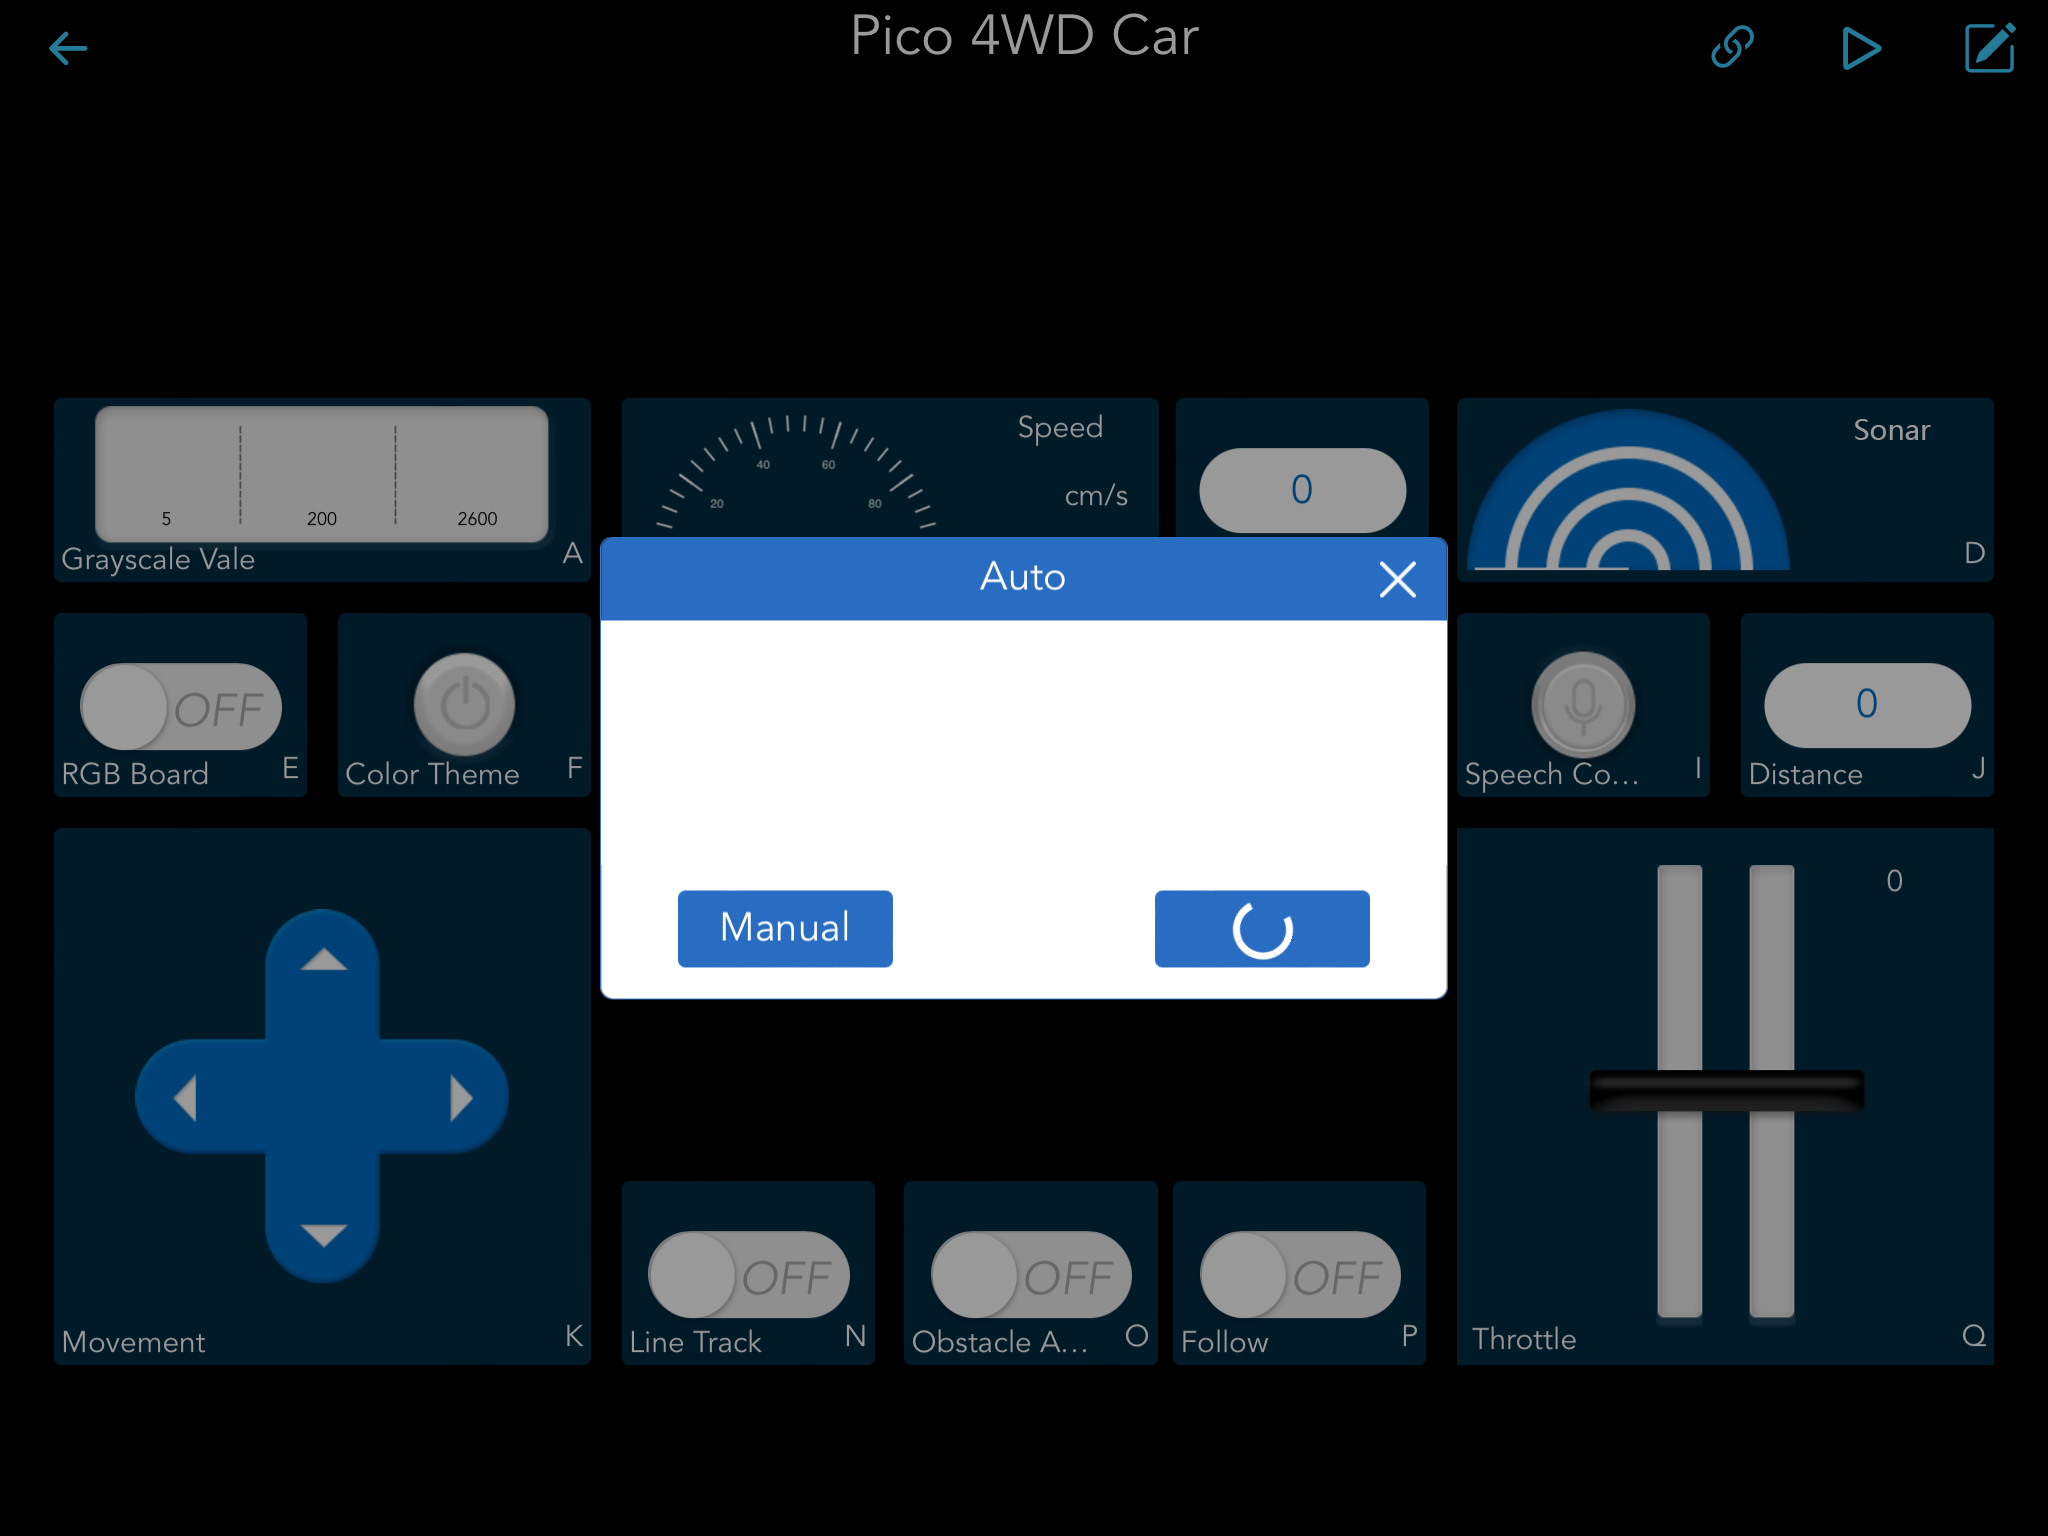 Pico 4WD Car
5
200
2600
Grayscale Vale
A
20
40
60
80
Speed
cm/s
0
Sonar
D
Auto
OFF
RGB Board
E
Color Theme
F
Speech Co...
I
0
Distance
J
Manual
Movement
K
OFF
Line Track
N
OFF
Obstacle A...
O
OFF
Follow
P
0
Throttle
Q